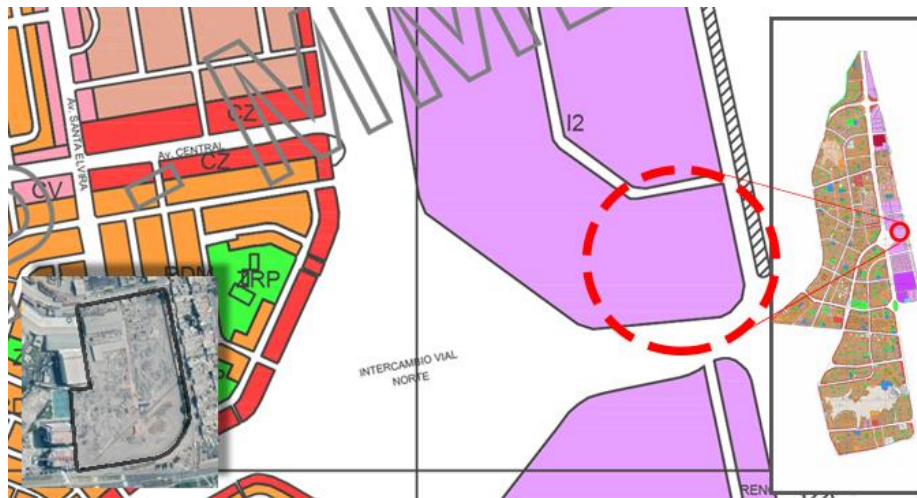 CZ
Av. CENTRAL
CZ
Av. SANTA ELVIRA
CV
I2
ZRP
INTERCAMBIO VIAL
NORTE